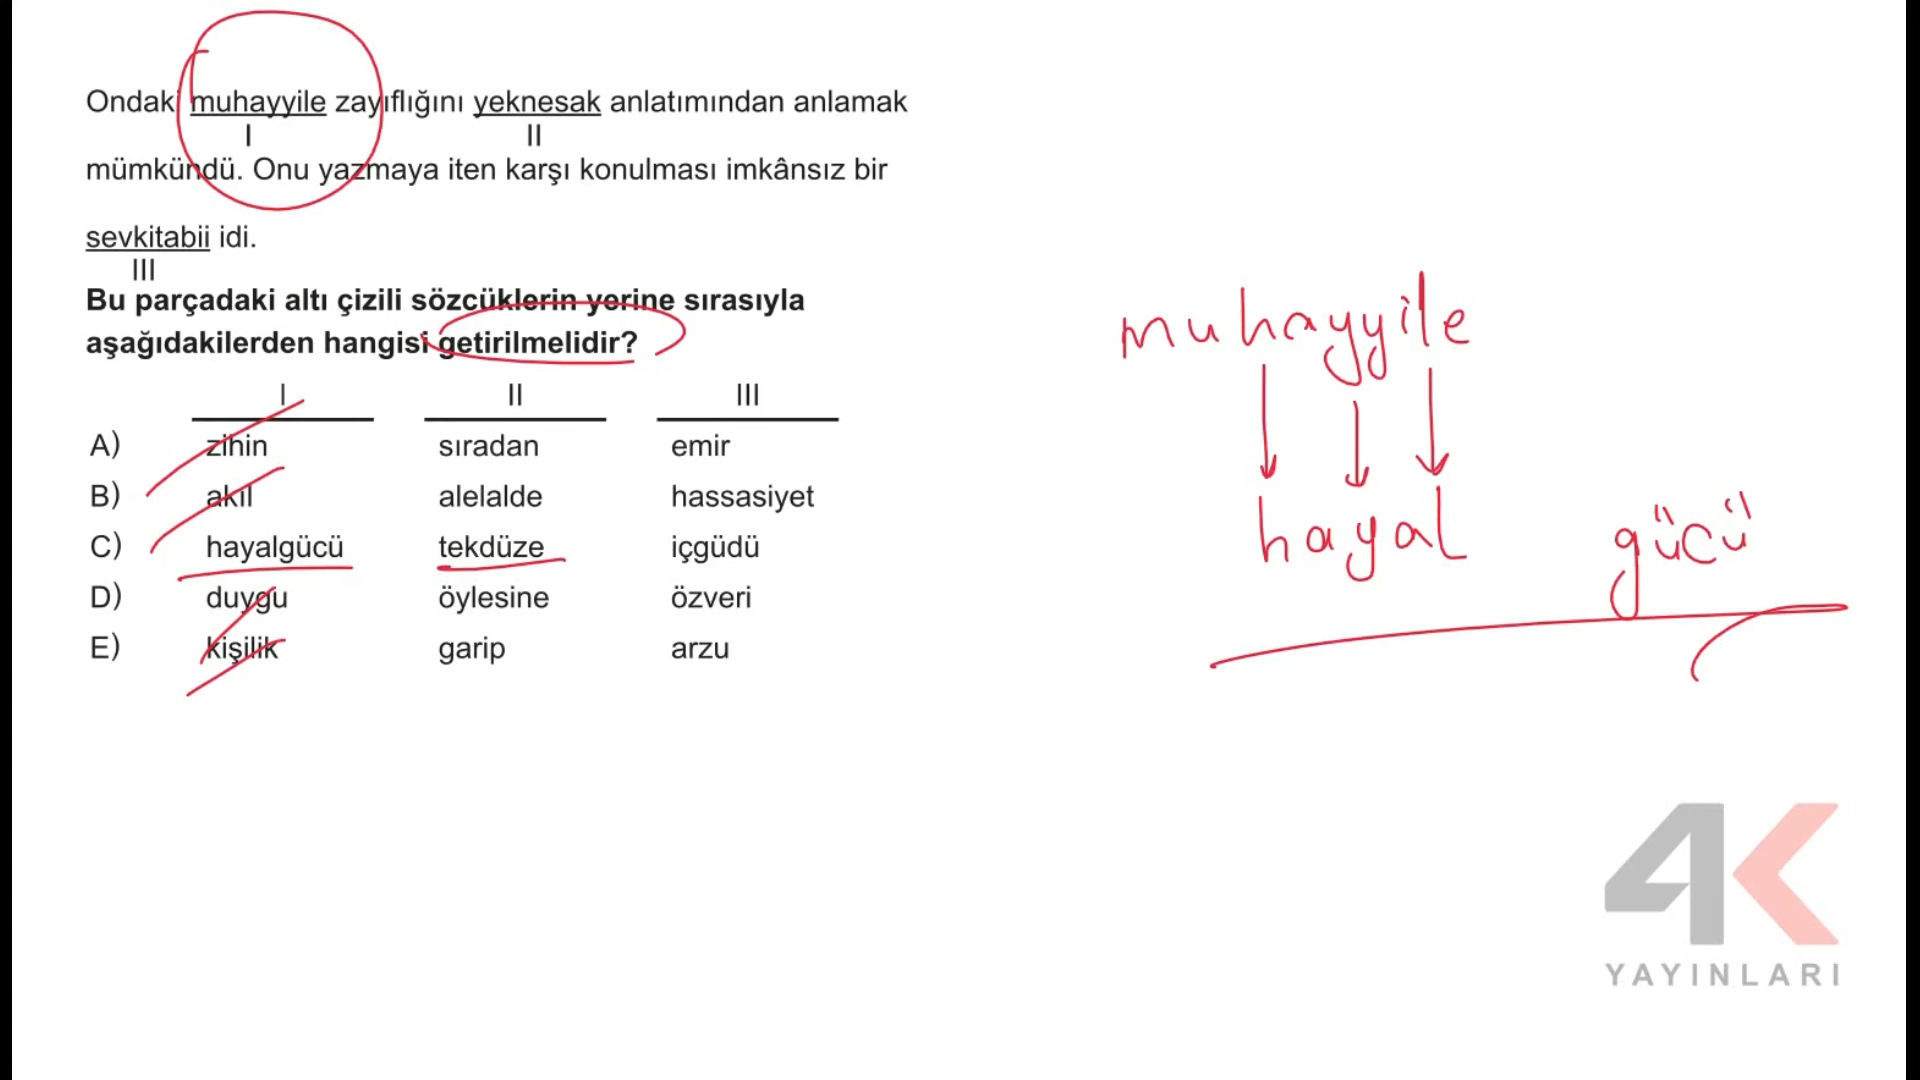 Ondaki muhayyile zayıflığını yeknesak anlatımından anlamak
I II
mümkündü. Onu yazmaya iten karşı konulması imkânsız bir
sevkitabii idi.
III
Bu parçadaki altı çizili sözcüklerin yerine sırasıyla
aşağıdakilerden hangisi getirilmelidir?
I II III
A) zihin sıradan emir
B) akıl alelalde hassasiyet
C) hayalgücü tekdüze içgüdü
D) duygu öylesine özveri
E) kişilik garip arzu
muhayyile
hayal gücü
4K
YAYINLARI